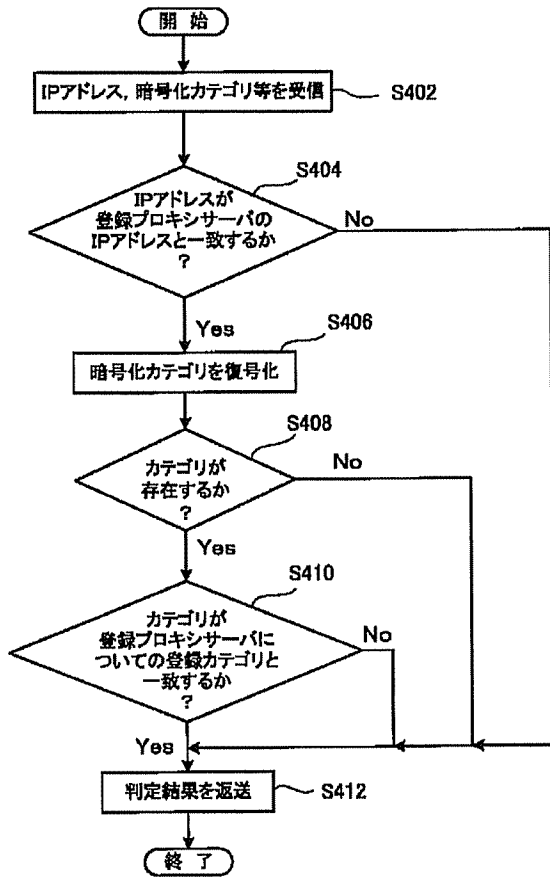 開 始
IPアドレス，暗号化カテゴリ等を受信
S402
S404
IPアドレスが
登録プロキシサーバの
IPアドレスと一致するか
?
No
Yes
S406
暗号化カテゴリを復号化
S408
カテゴリが
存在するか
?
No
Yes
S410
カテゴリが
登録プロキシサーバに
ついての登録カテゴリと
一致するか
?
No
Yes
判定結果を返送
S412
終 了